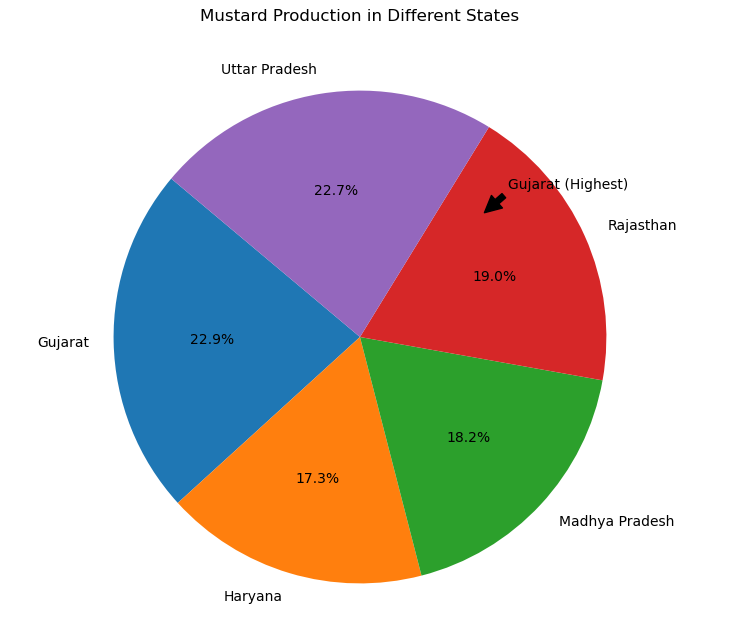 Mustard Production in Different States
Uttar Pradesh
Gujarat (Highest)
22.7%
Rajasthan
19.0%
Gujarat
22.9%
18.2%
17.3%
Madhya Pradesh
Haryana